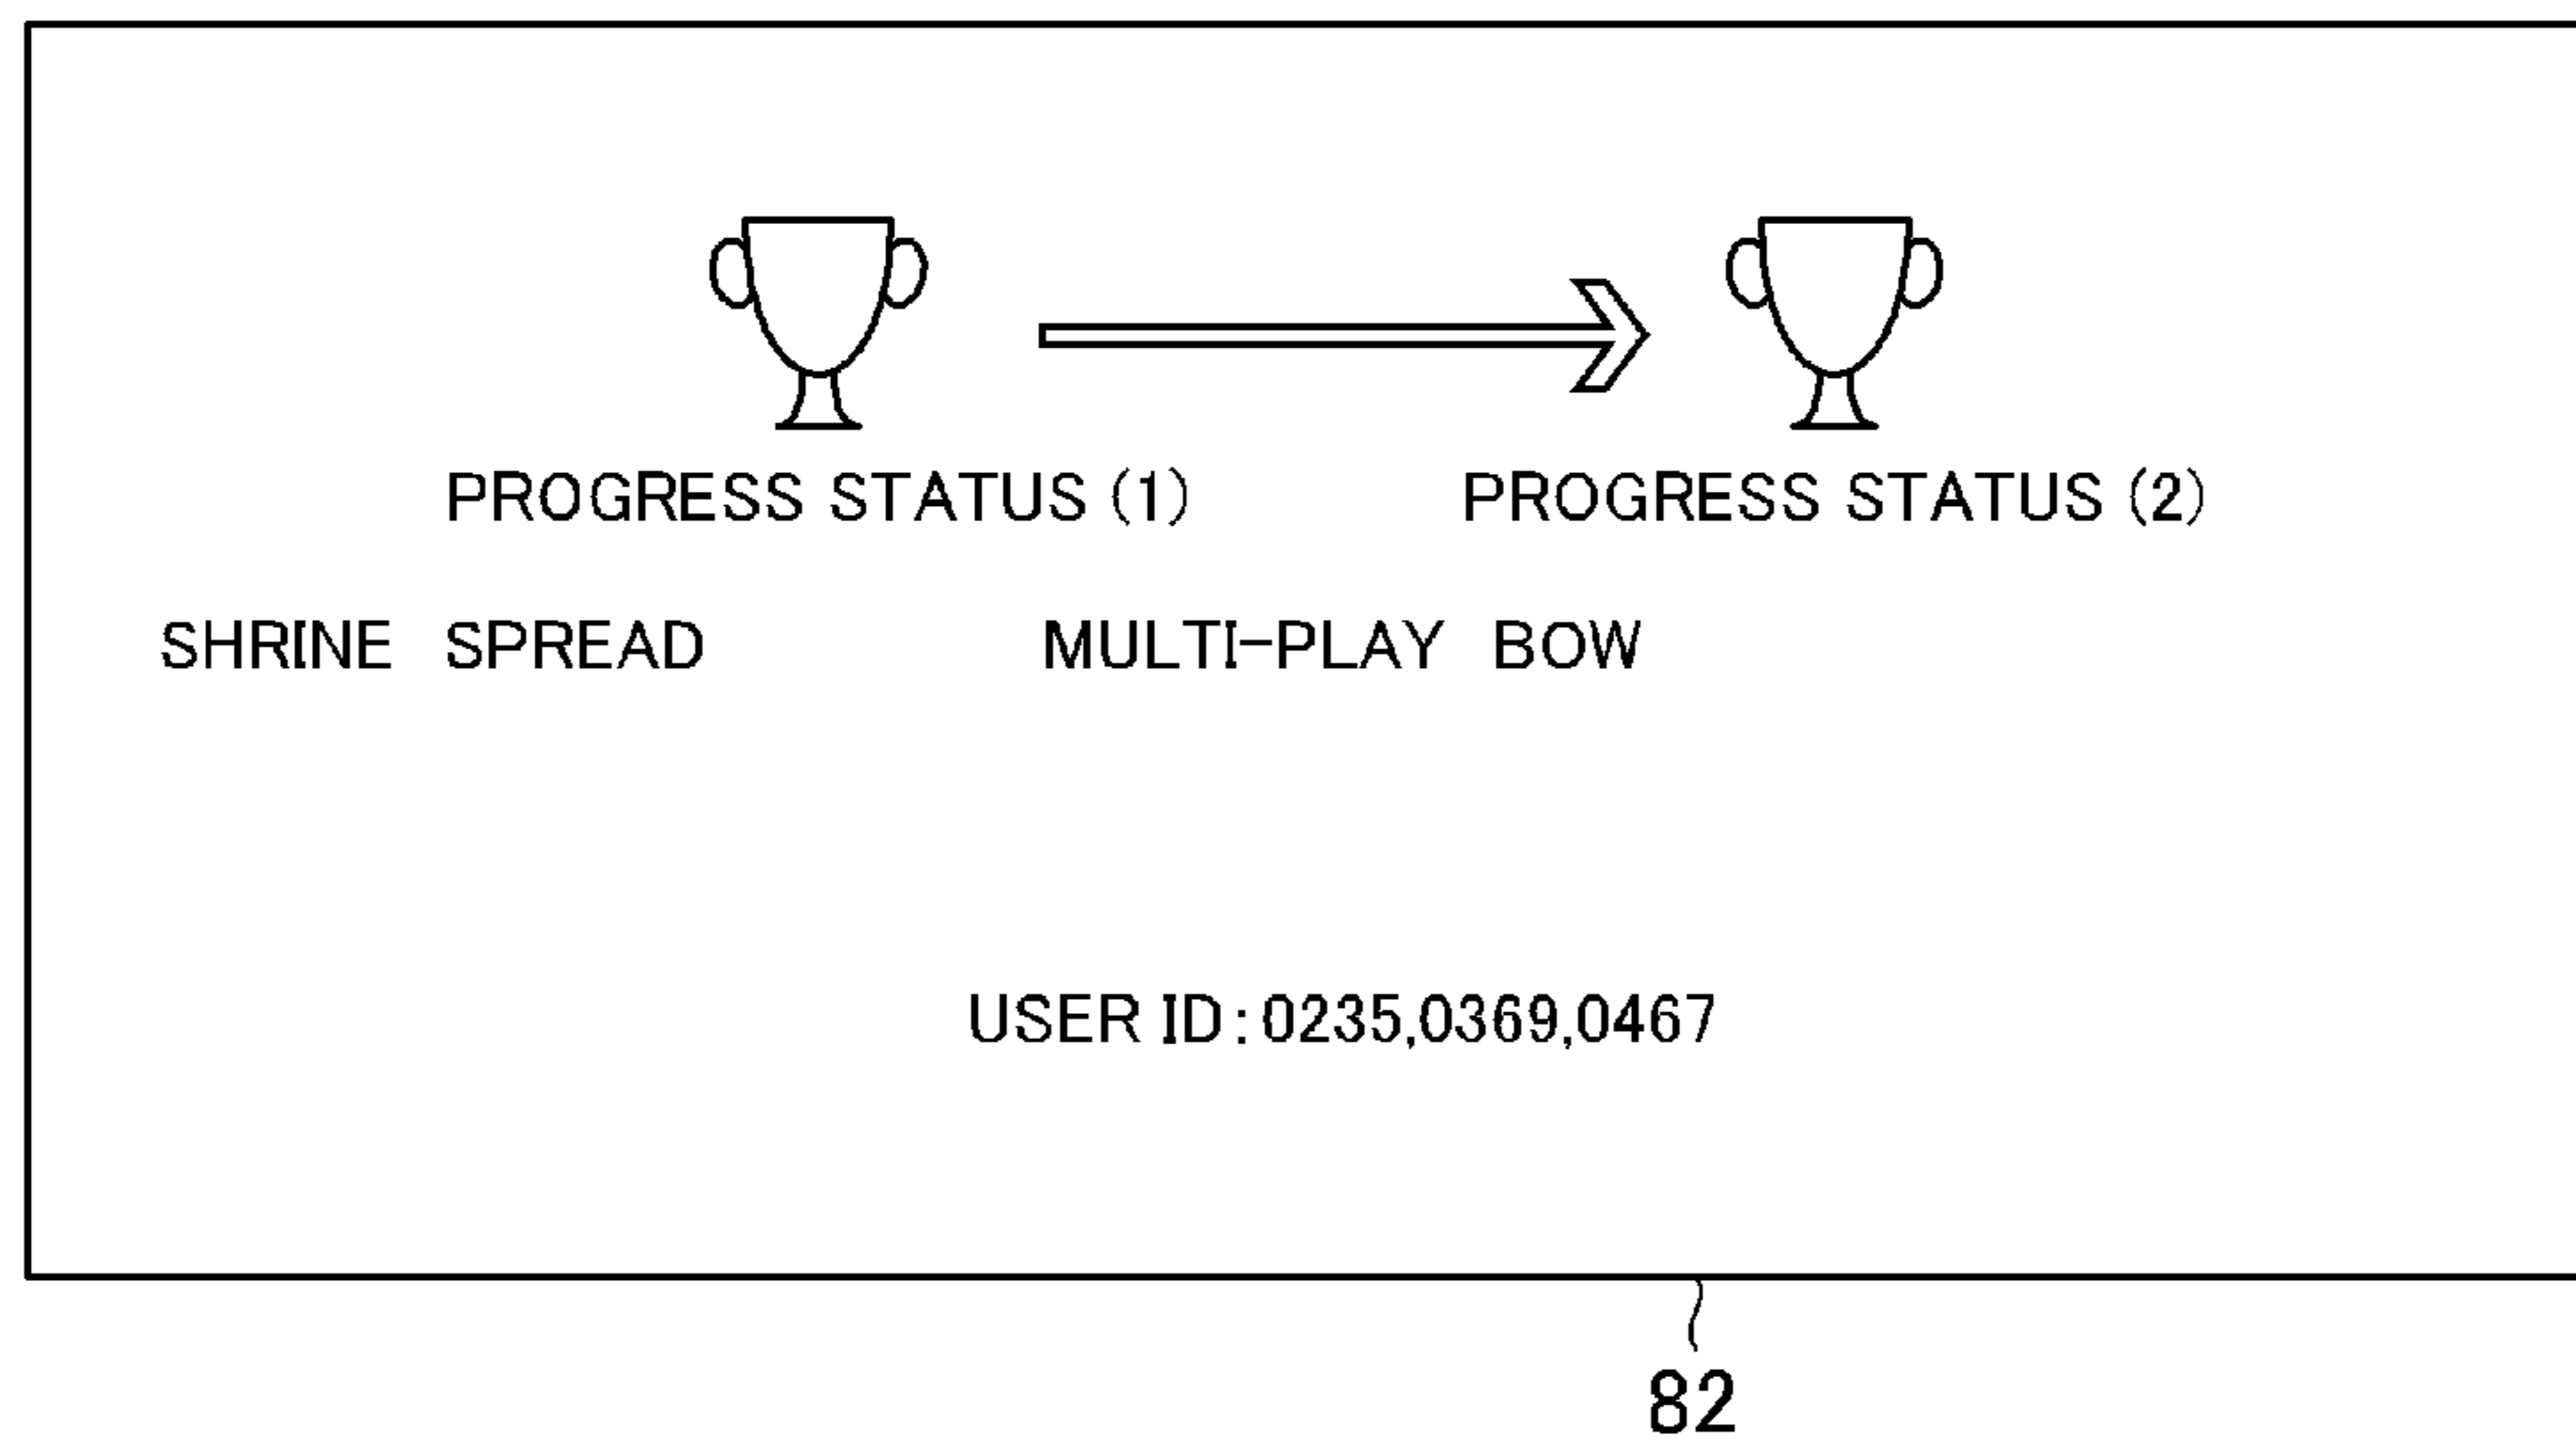 PROGRESS STATUS (1) PROGRESS STATUS (2)
SHRINE SPREAD MULTI-PLAY BOW
USER ID:0235,0369,0467
82